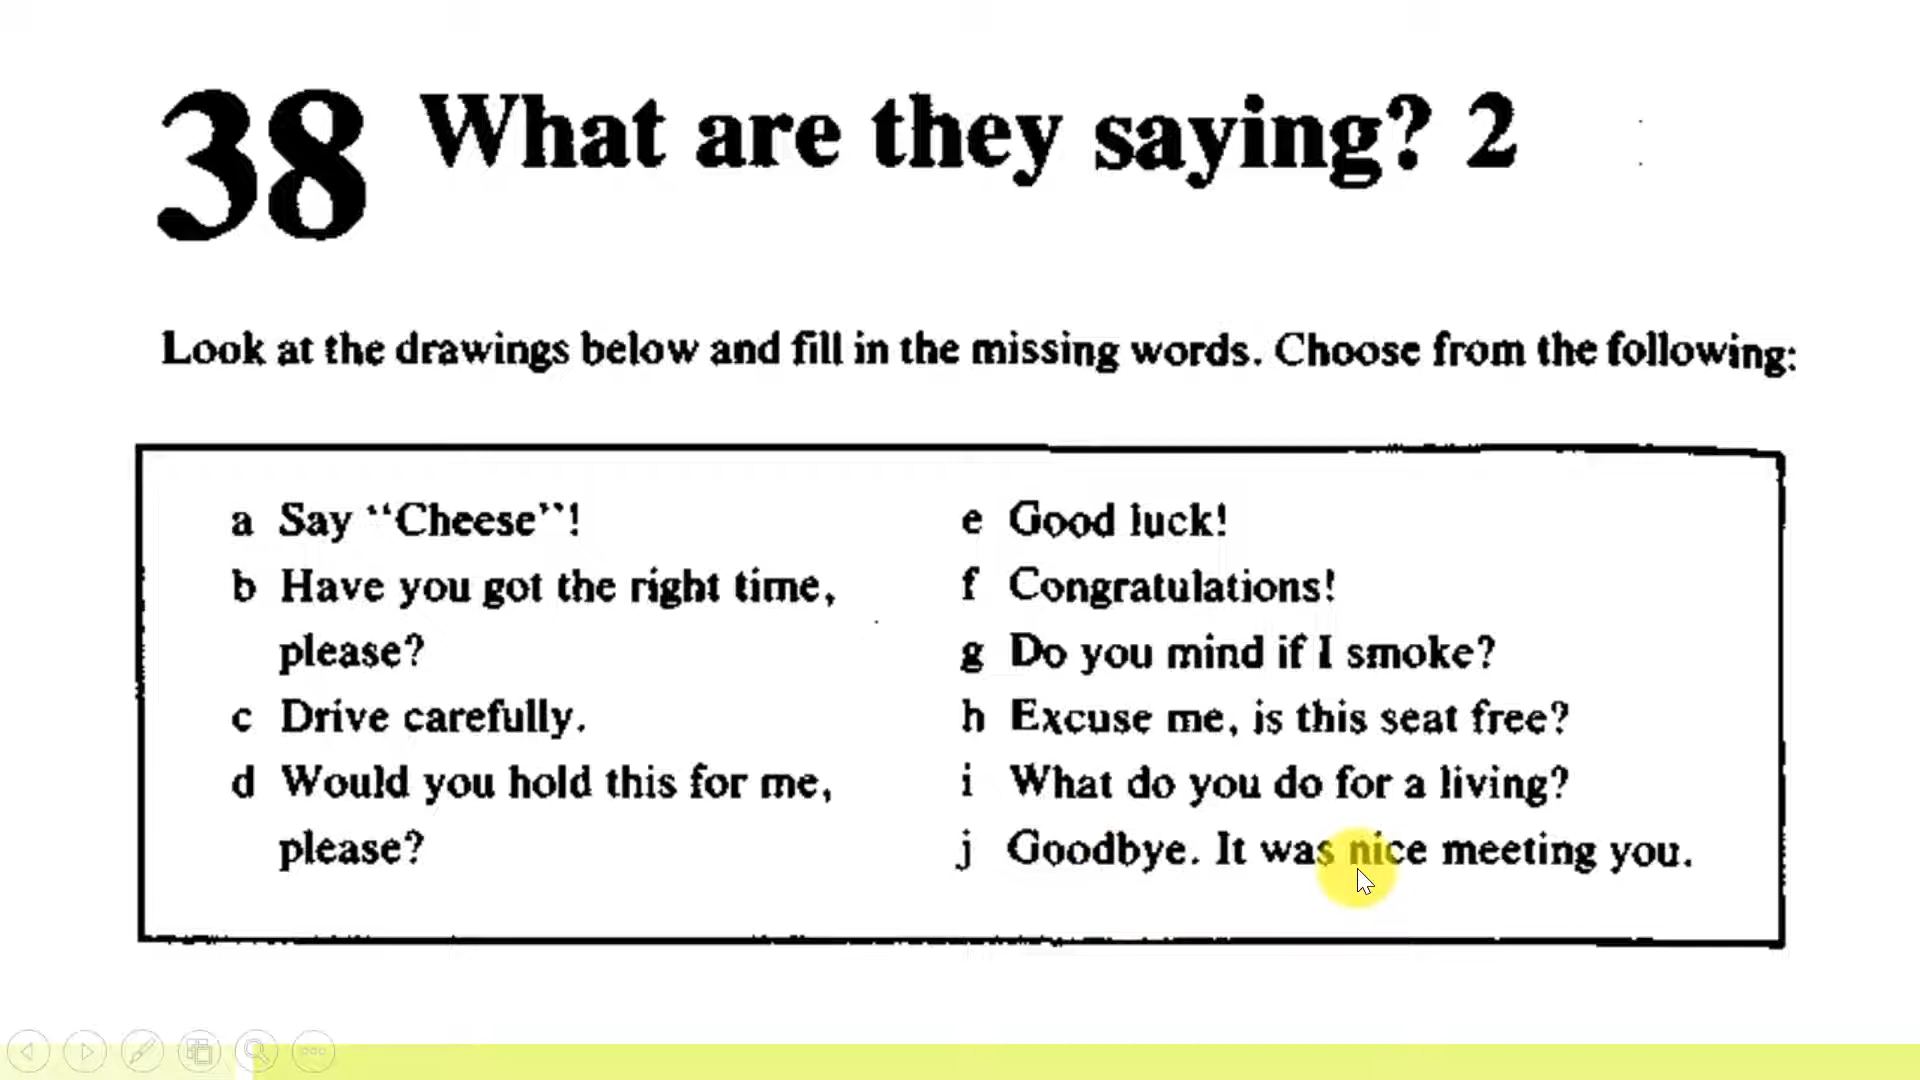 38 What are they saying? 2
Look at the drawings below and fill in the missing words. Choose from the following:
a Say “Cheese”!
b Have you got the right time,
please?
c Drive carefully.
d Would you hold this for me,
please?
e Good luck!
f Congratulations!
g Do you mind if I smoke?
h Excuse me, is this seat free?
i What do you do for a living?
j Goodbye. It was nice meeting you.